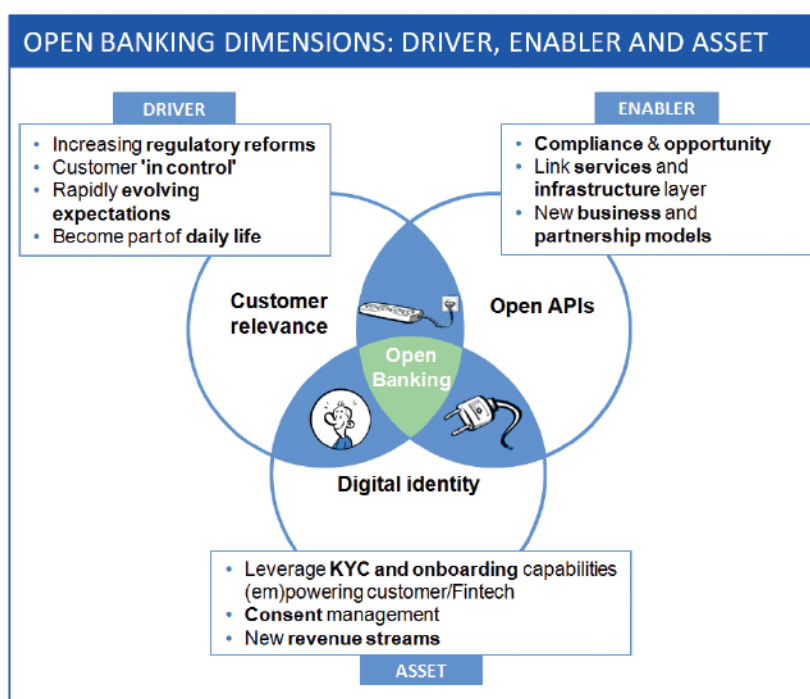 OPEN BANKING DIMENSIONS: DRIVER, ENABLER AND ASSET
DRIVER
• Increasing regulatory reforms
• Customer 'in control'
• Rapidly evolving
expectations
• Become part of daily life
ENABLER
• Compliance & opportunity
• Link services and
infrastructure layer
• New business and
partnership models
Customer
relevance
Open APIs
Open
Banking
Digital identity
• Leverage KYC and onboarding capabilities
(em)powering customer/Fintech
• Consent management
• New revenue streams
ASSET